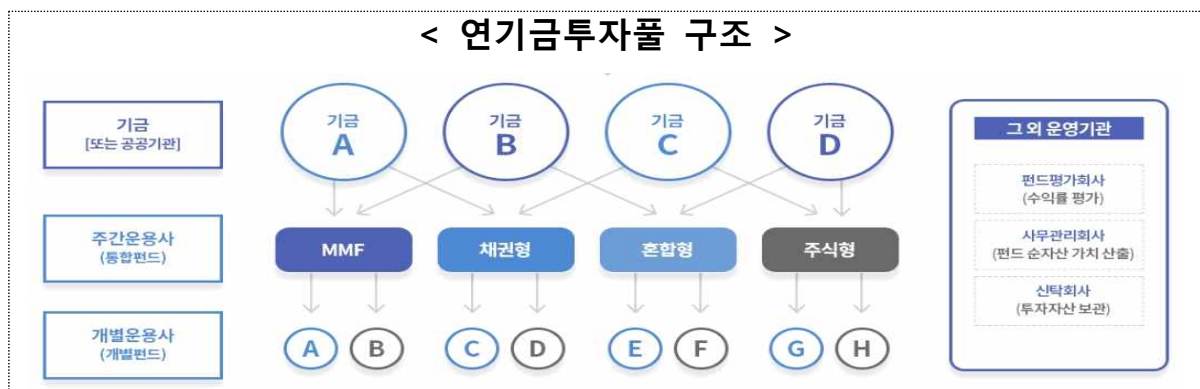 < 연기금투자풀 구조 >
기금
[또는 공공기관]
기금
A
기금
B
기금
C
기금
D
그 외 운영기관
펀드평가회사
(수익률 평가)
주간운용사
(통합펀드)
MMF
채권형
혼합형
주식형
사무관리회사
(펀드 순자산 가치 산출)
신탁회사
(투자자산 보관)
개별운용사
(개별펀드)
A
B
C
D
E
F
G
H